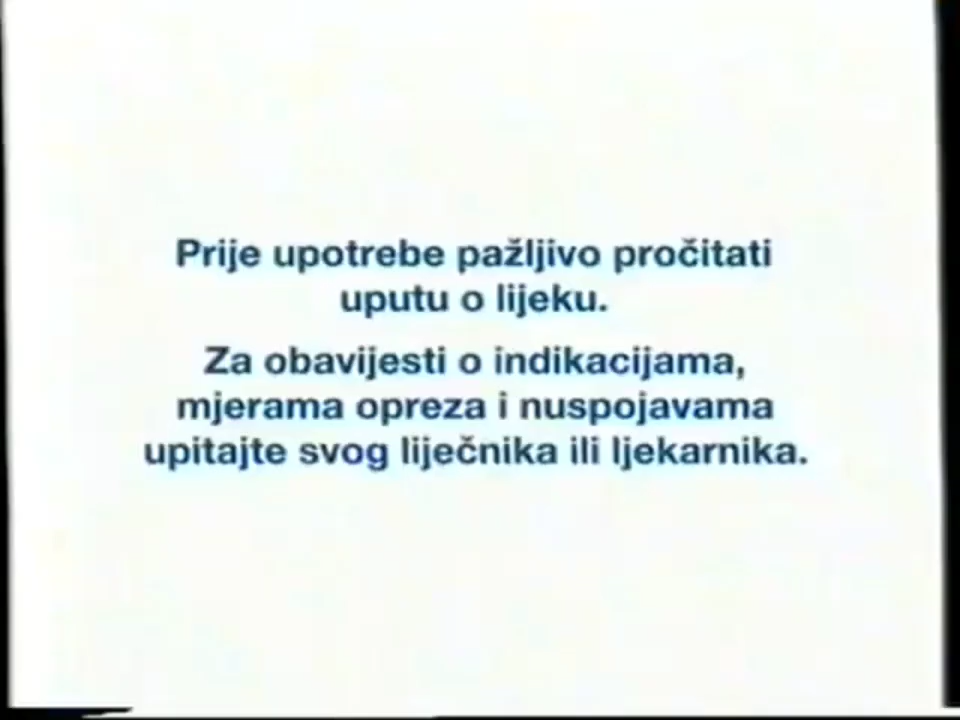 Prije upotrebe pažljivo pročitati
uputu o lijeku.
Za obavijesti o indikacijama,
mjerama opreza i nuspojavama
upitajte svog liječnika ili ljekarnika.